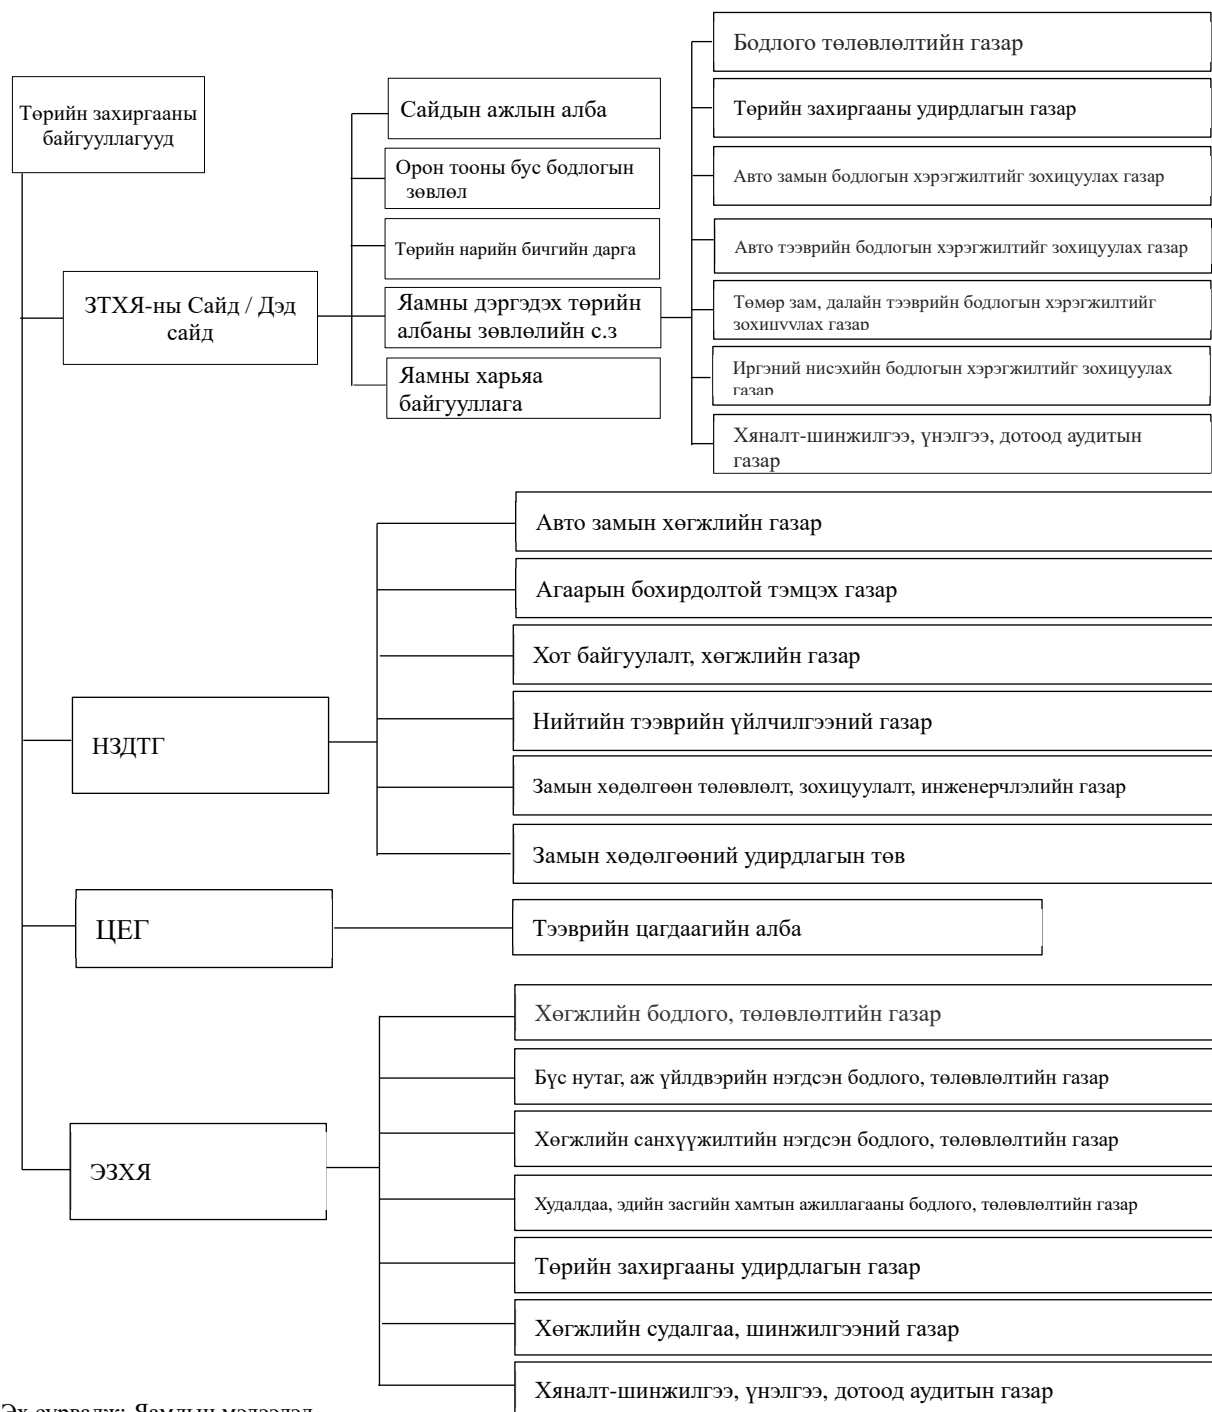 Төрийн захиргааны
байгууллагууд
ЗТХЯ-ны Сайд / Дэд
сайд
Сайдын ажлын алба
Орон тооны бус бодлогын
зөвлөл
Төрийн нарийн бичгийн дарга
Яамны дэргэдэх төрийн
албаны зөвлөлийн с.з
Яамны харьяа
байгууллага
Бодлого төлөвлөлтийн газар
Төрийн захиргааны удирдлагын газар
Авто замын бодлогын хэрэгжилтийг зохицуулах газар
Авто тээврийн бодлогын хэрэгжилтийг зохицуулах газар
Төмөр зам, далайн тээврийн бодлогын хэрэгжилтийг
зохицуулах газар
Иргэний нисэхийн бодлогын хэрэгжилтийг зохицуулах
газар
Хяналт-шинжилгээ, үнэлгээ, дотоод аудитын
газар
НЗДТГ
Авто замын хөгжлийн газар
Агаарын бохирдолтой тэмцэх газар
Хот байгуулалт, хөгжлийн газар
Нийтийн тээврийн үйлчилгээний газар
Замын хөдөлгөөн төлөвлөлт, зохицуулалт, инженерчлэлийн газар
Замын хөдөлгөөний удирдлагын төв
ЦЕГ
Тээврийн цагдаагийн алба
ЭЗХЯ
Хөгжлийн бодлого, төлөвлөлтийн газар
Бүс нутаг, аж үйлдвэрийн нэгдсэн бодлого, төлөвлөлтийн газар
Хөгжлийн санхүүжилтийн нэгдсэн бодлого, төлөвлөлтийн газар
Худалдаа, эдийн засгийн хамтын ажиллагааны бодлого, төлөвлөлтийн газар
Төрийн захиргааны удирдлагын газар
Хөгжлийн судалгаа, шинжилгээний газар
Хяналт-шинжилгээ, үнэлгээ, дотоод аудитын газар